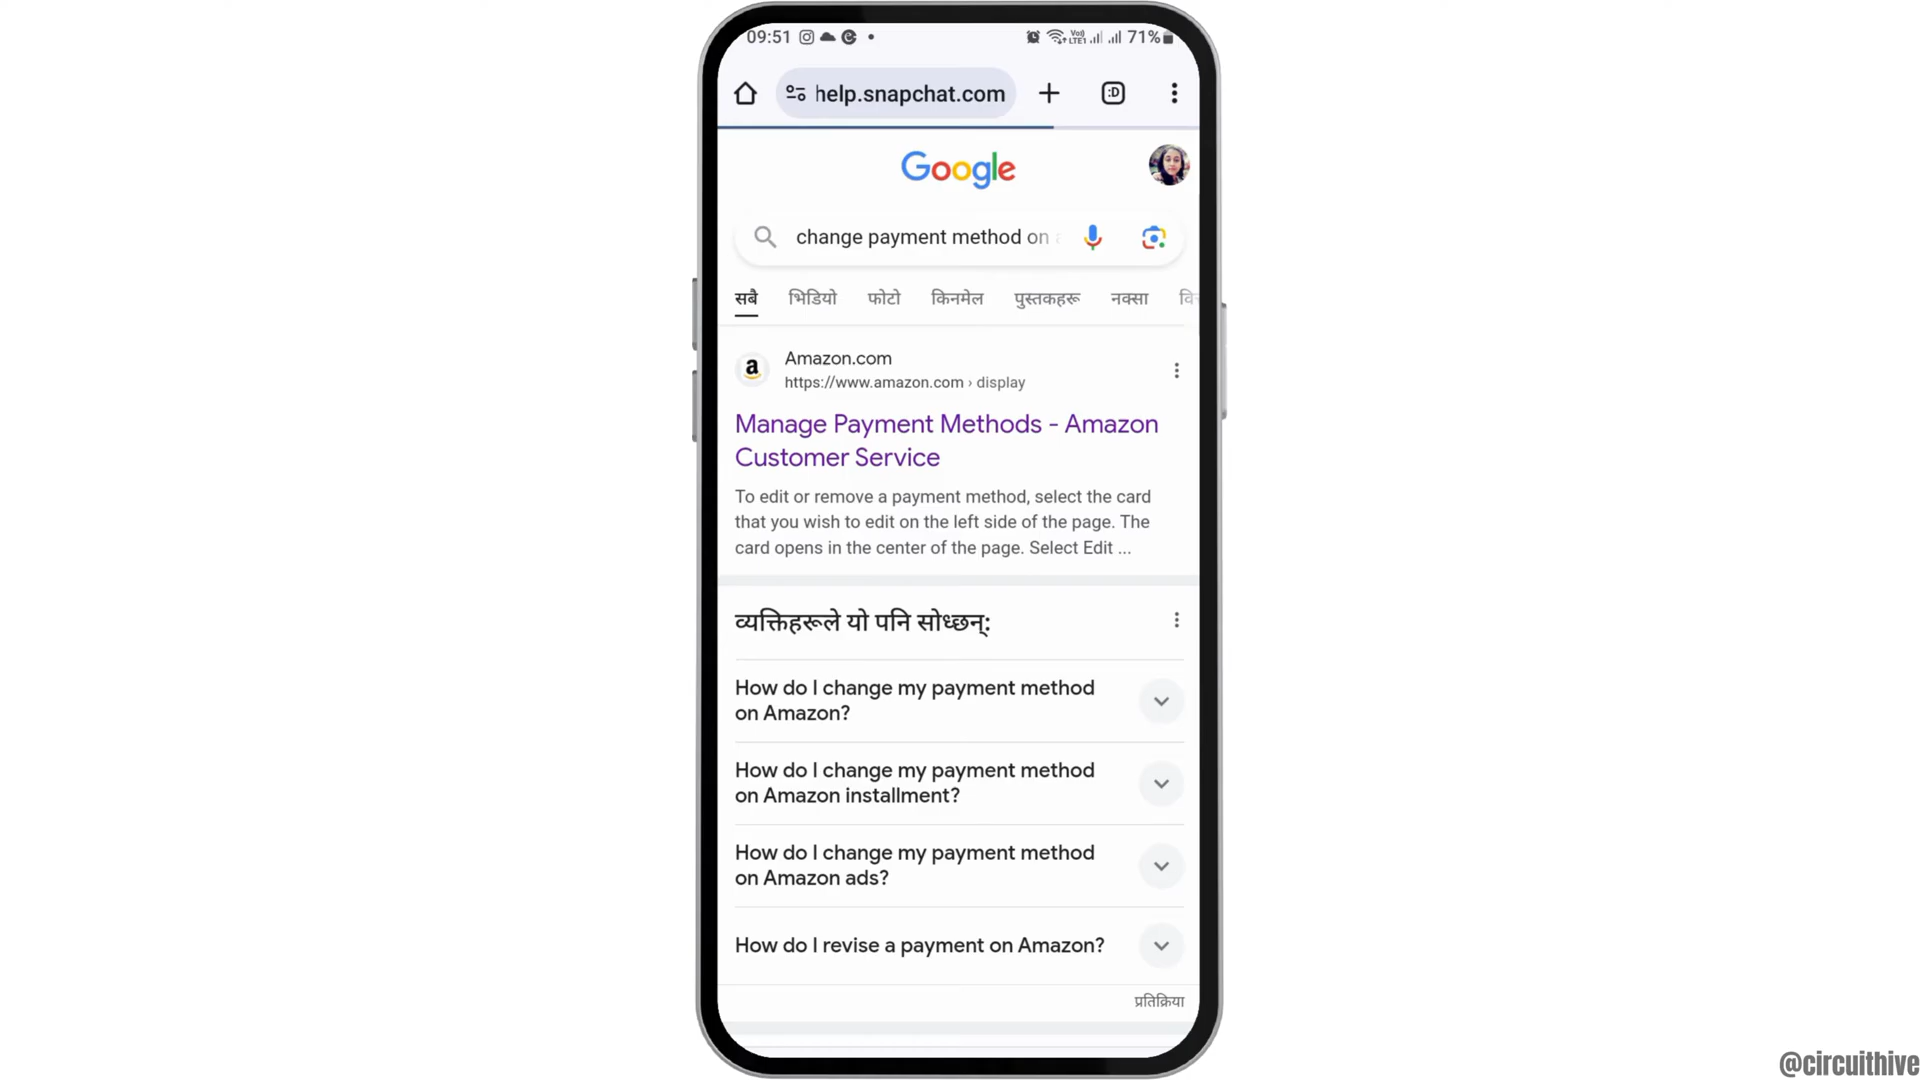 09:51
71%
help.snapchat.com
:D
Google
change payment method on
सबै भिडियो फोटो किनमेल पुस्तकहरू नक्सा
Amazon.com
https://www.amazon.com › display
Manage Payment Methods - Amazon
Customer Service
To edit or remove a payment method, select the card
that you wish to edit on the left side of the page. The
card opens in the center of the page. Select Edit ...
व्यक्तिहरूले यो पनि सोध्छन्:
How do I change my payment method
on Amazon?
How do I change my payment method
on Amazon installment?
How do I change my payment method
on Amazon ads?
How do I revise a payment on Amazon?
प्रतिक्रिया
@circuithive